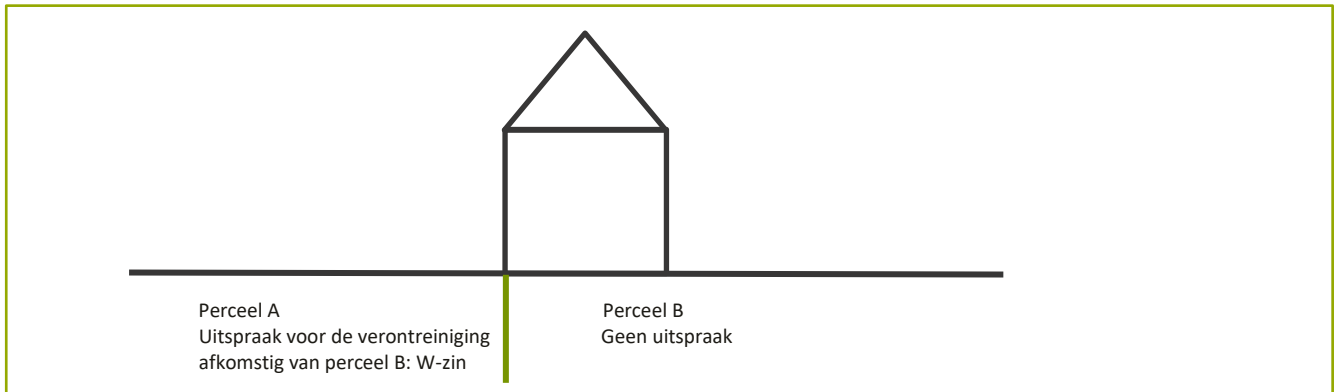 Perceel A
Uitspraak voor de verontreiniging
afkomstig van perceel B: W-zin
Perceel B
Geen uitspraak